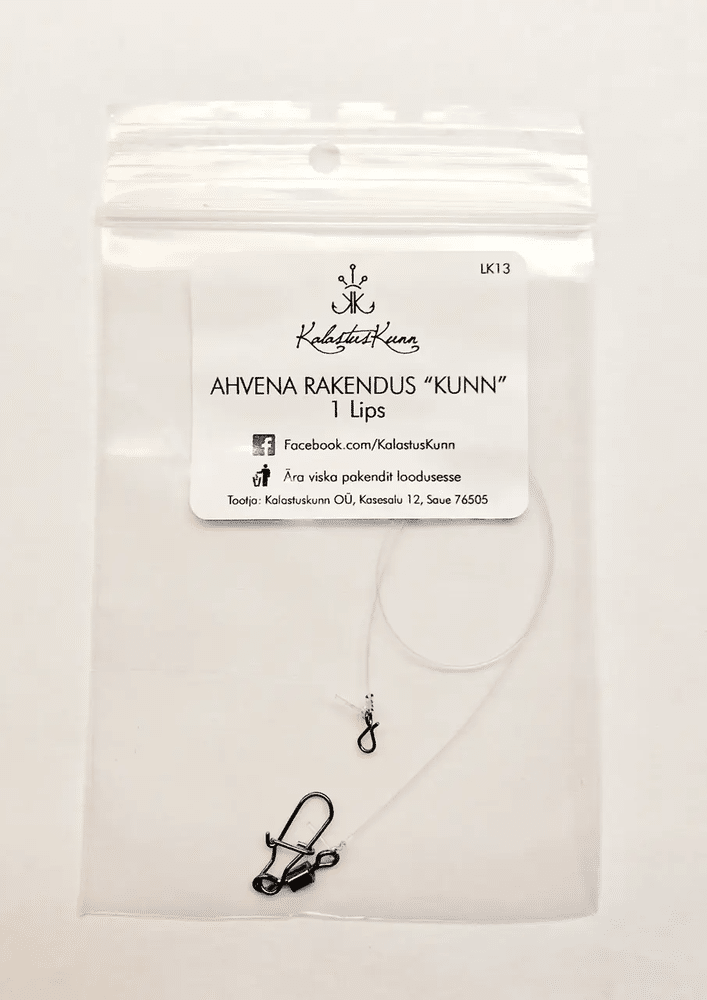 LK13
KalastusKunn
AHVENA RAKENDUS “KUNN”
1 Lips
Facebook.com/KalastusKunn
Ära viska pakendit loodusesse
Tootja: Kalastuskunn OÜ, Kasesalu 12, Saue 76505